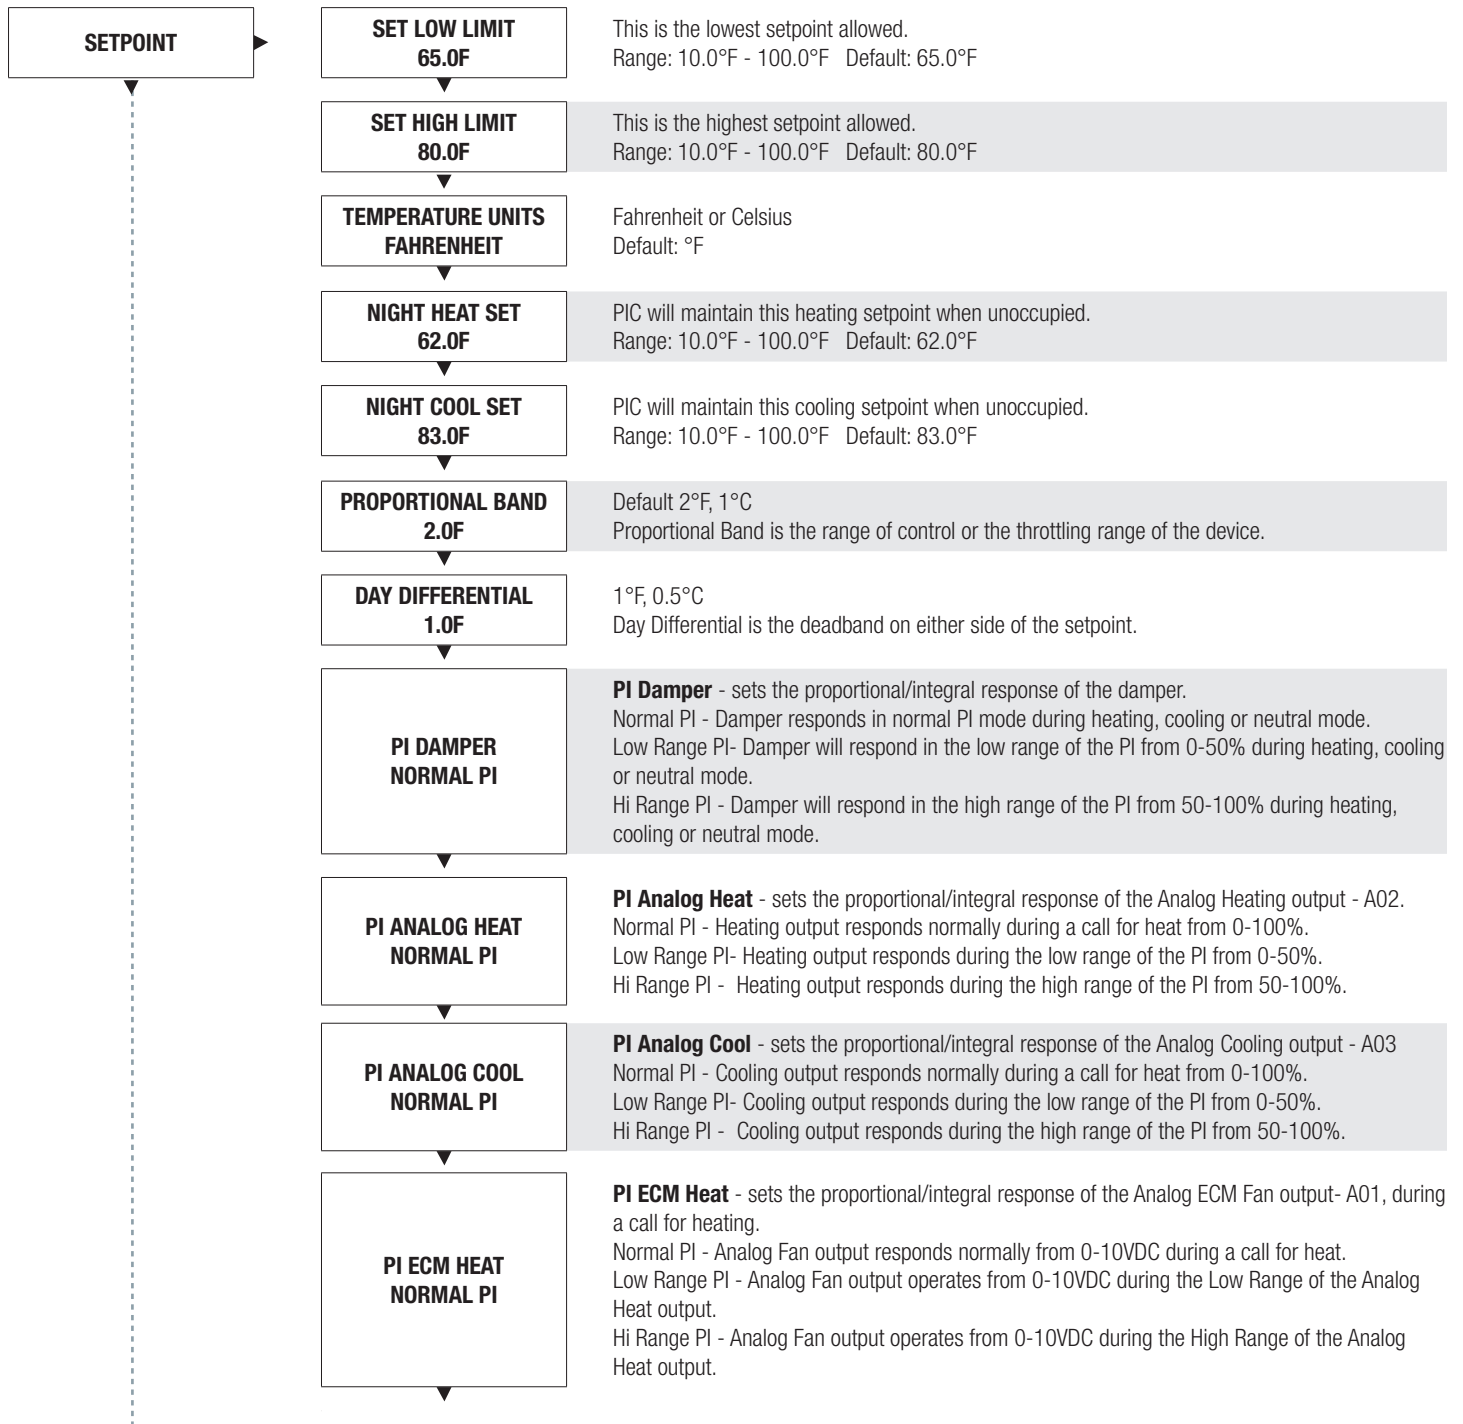 SETPOINT
SET LOW LIMIT
65.0F
This is the lowest setpoint allowed.
Range: 10.0°F - 100.0°F   Default: 65.0°F
SET HIGH LIMIT
80.0F
This is the highest setpoint allowed.
Range: 10.0°F - 100.0°F   Default: 80.0°F
TEMPERATURE UNITS
FAHRENHEIT
Fahrenheit or Celsius
Default: °F
NIGHT HEAT SET
62.0F
PIC will maintain this heating setpoint when unoccupied.
Range: 10.0°F - 100.0°F   Default: 62.0°F
NIGHT COOL SET
83.0F
PIC will maintain this cooling setpoint when unoccupied.
Range: 10.0°F - 100.0°F   Default: 83.0°F
PROPORTIONAL BAND
2.0F
Default 2°F, 1°C
Proportional Band is the range of control or the throttling range of the device.
DAY DIFFERENTIAL
1.0F
1°F, 0.5°C
Day Differential is the deadband on either side of the setpoint.
PI DAMPER
NORMAL PI
PI Damper - sets the proportional/integral response of the damper.
Normal PI - Damper responds in normal PI mode during heating, cooling or neutral mode.
Low Range PI- Damper will respond in the low range of the PI from 0-50% during heating, cooling
or neutral mode.
Hi Range PI - Damper will respond in the high range of the PI from 50-100% during heating,
cooling or neutral mode.
PI ANALOG HEAT
NORMAL PI
PI Analog Heat - sets the proportional/integral response of the Analog Heating output - A02.
Normal PI - Heating output responds normally during a call for heat from 0-100%.
Low Range PI- Heating output responds during the low range of the PI from 0-50%.
Hi Range PI -  Heating output responds during the high range of the PI from 50-100%.
PI ANALOG COOL
NORMAL PI
PI Analog Cool - sets the proportional/integral response of the Analog Cooling output - A03
Normal PI - Cooling output responds normally during a call for heat from 0-100%.
Low Range PI- Cooling output responds during the low range of the PI from 0-50%.
Hi Range PI -  Cooling output responds during the high range of the PI from 50-100%.
PI ECM HEAT
NORMAL PI
PI ECM Heat - sets the proportional/integral response of the Analog ECM Fan output- A01, during
a call for heating.
Normal PI - Analog Fan output responds normally from 0-10VDC during a call for heat.
Low Range PI - Analog Fan output operates from 0-10VDC during the Low Range of the Analog
Heat output.
Hi Range PI - Analog Fan output operates from 0-10VDC during the High Range of the Analog
Heat output.